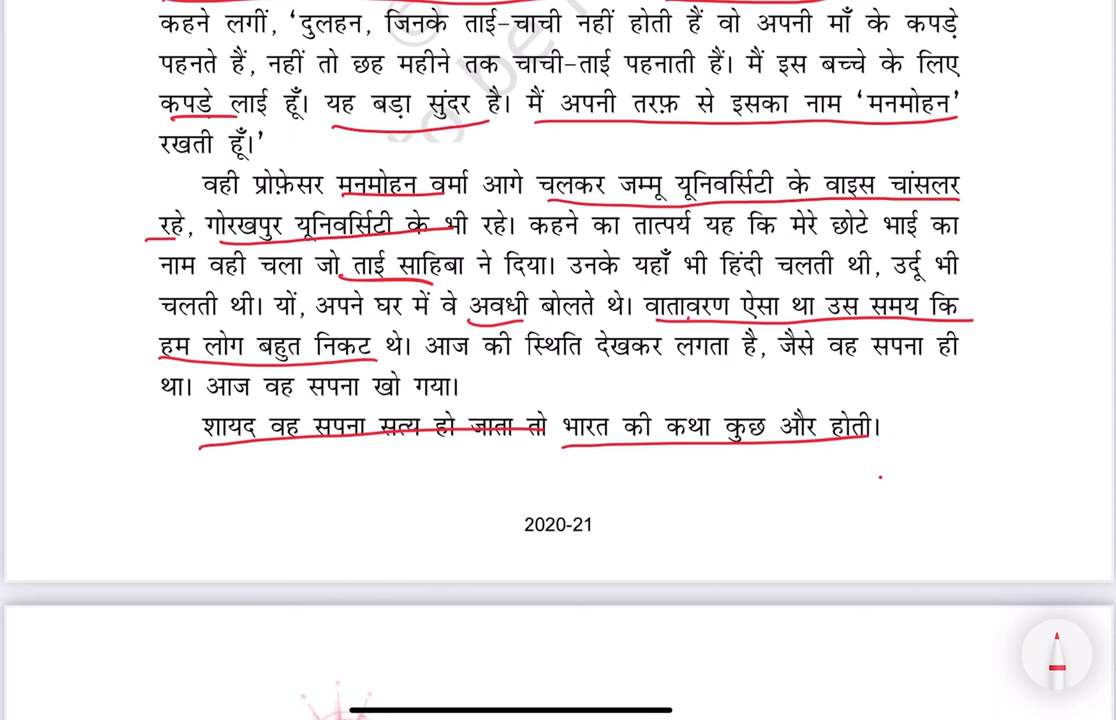 कहने लगीं, ‘दुलहन, जिनके ताई-चाची नहीं होती हैं वो अपनी माँ के कपड़े
पहनते हैं, नहीं तो छह महीने तक चाची-ताई पहनाती हैं। मैं इस बच्चे के लिए
कपड़े लाई हूँ। यह बड़ा सुंदर है। मैं अपनी तरफ़ से इसका नाम ‘मनमोहन’
रखती हूँ।’
वही प्रोफ़ेसर मनमोहन वर्मा आगे चलकर जम्मू यूनिवर्सिटी के वाइस चांसलर
रहे, गोरखपुर यूनिवर्सिटी के भी रहे। कहने का तात्पर्य यह कि मेरे छोटे भाई का
नाम वही चला जो ताई साहिबा ने दिया। उनके यहाँ भी हिंदी चलती थी, उर्दू भी
चलती थी। यों, अपने घर में वे अवधी बोलते थे। वातावरण ऐसा था उस समय कि
हम लोग बहुत निकट थे। आज की स्थिति देखकर लगता है, जैसे वह सपना ही
था। आज वह सपना खो गया।
शायद वह सपना सत्य हो जाता तो भारत की कथा कुछ और होती।
2020-21